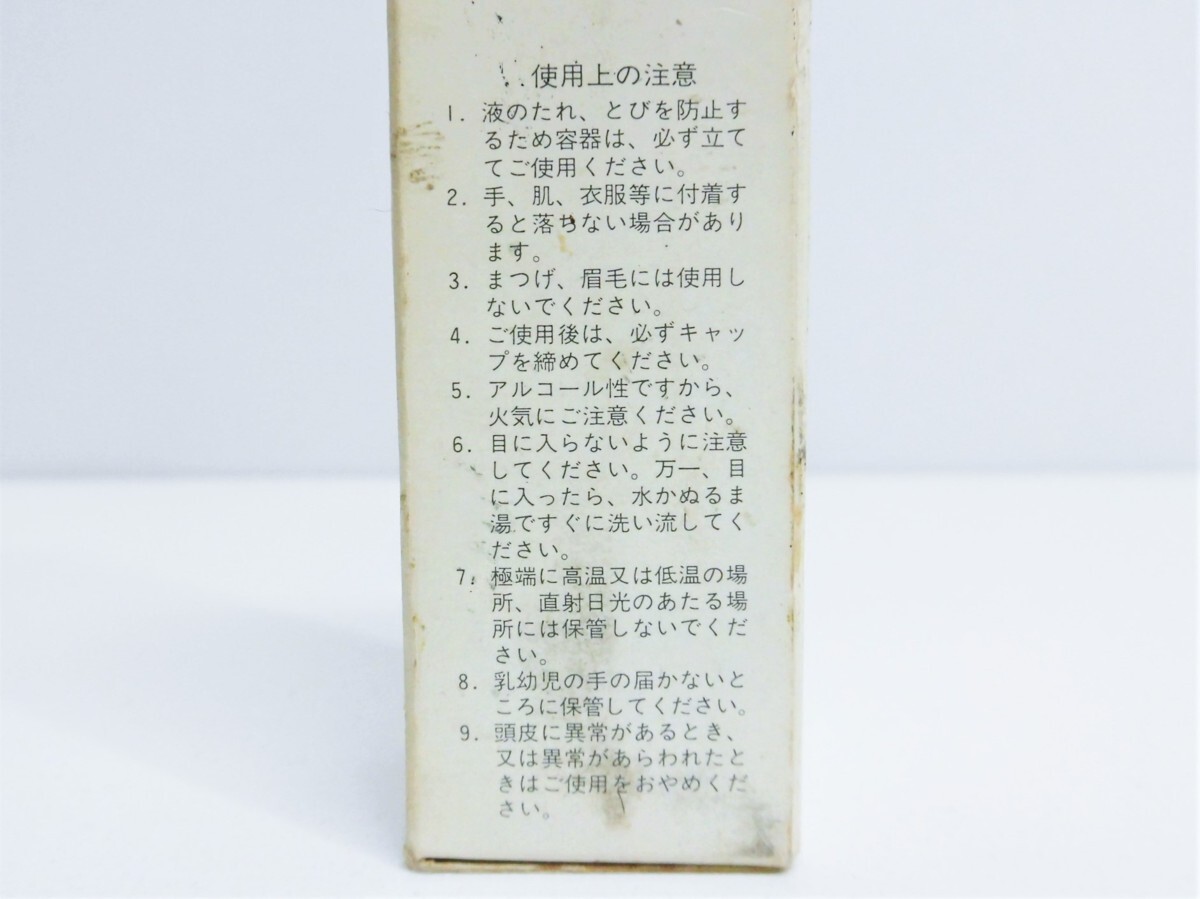 使用上の注意
1. 液のたれ、とびを防止す
るため容器は、必ず立て
てご使用ください。
2. 手、肌、衣服等に付着す
ると落ちない場合があり
ます。
3. まつげ、眉毛には使用し
ないでください。
4. ご使用後は、必ずキャッ
プを締めてください。
5. アルコール性ですから、
火気にご注意ください。
6. 目に入らないように注意
してください。万一、目
に入ったら、水かぬるま
湯ですぐに洗い流してく
ださい。
7. 極端に高温又は低温の場
所、直射日光のあたる場
所には保管しないでくだ
さい。
8. 乳幼児の手の届かないと
ころに保管してください。
9. 頭皮に異常があるとき、
又は異常があらわれたと
きはご使用をおやめくだ
さい。